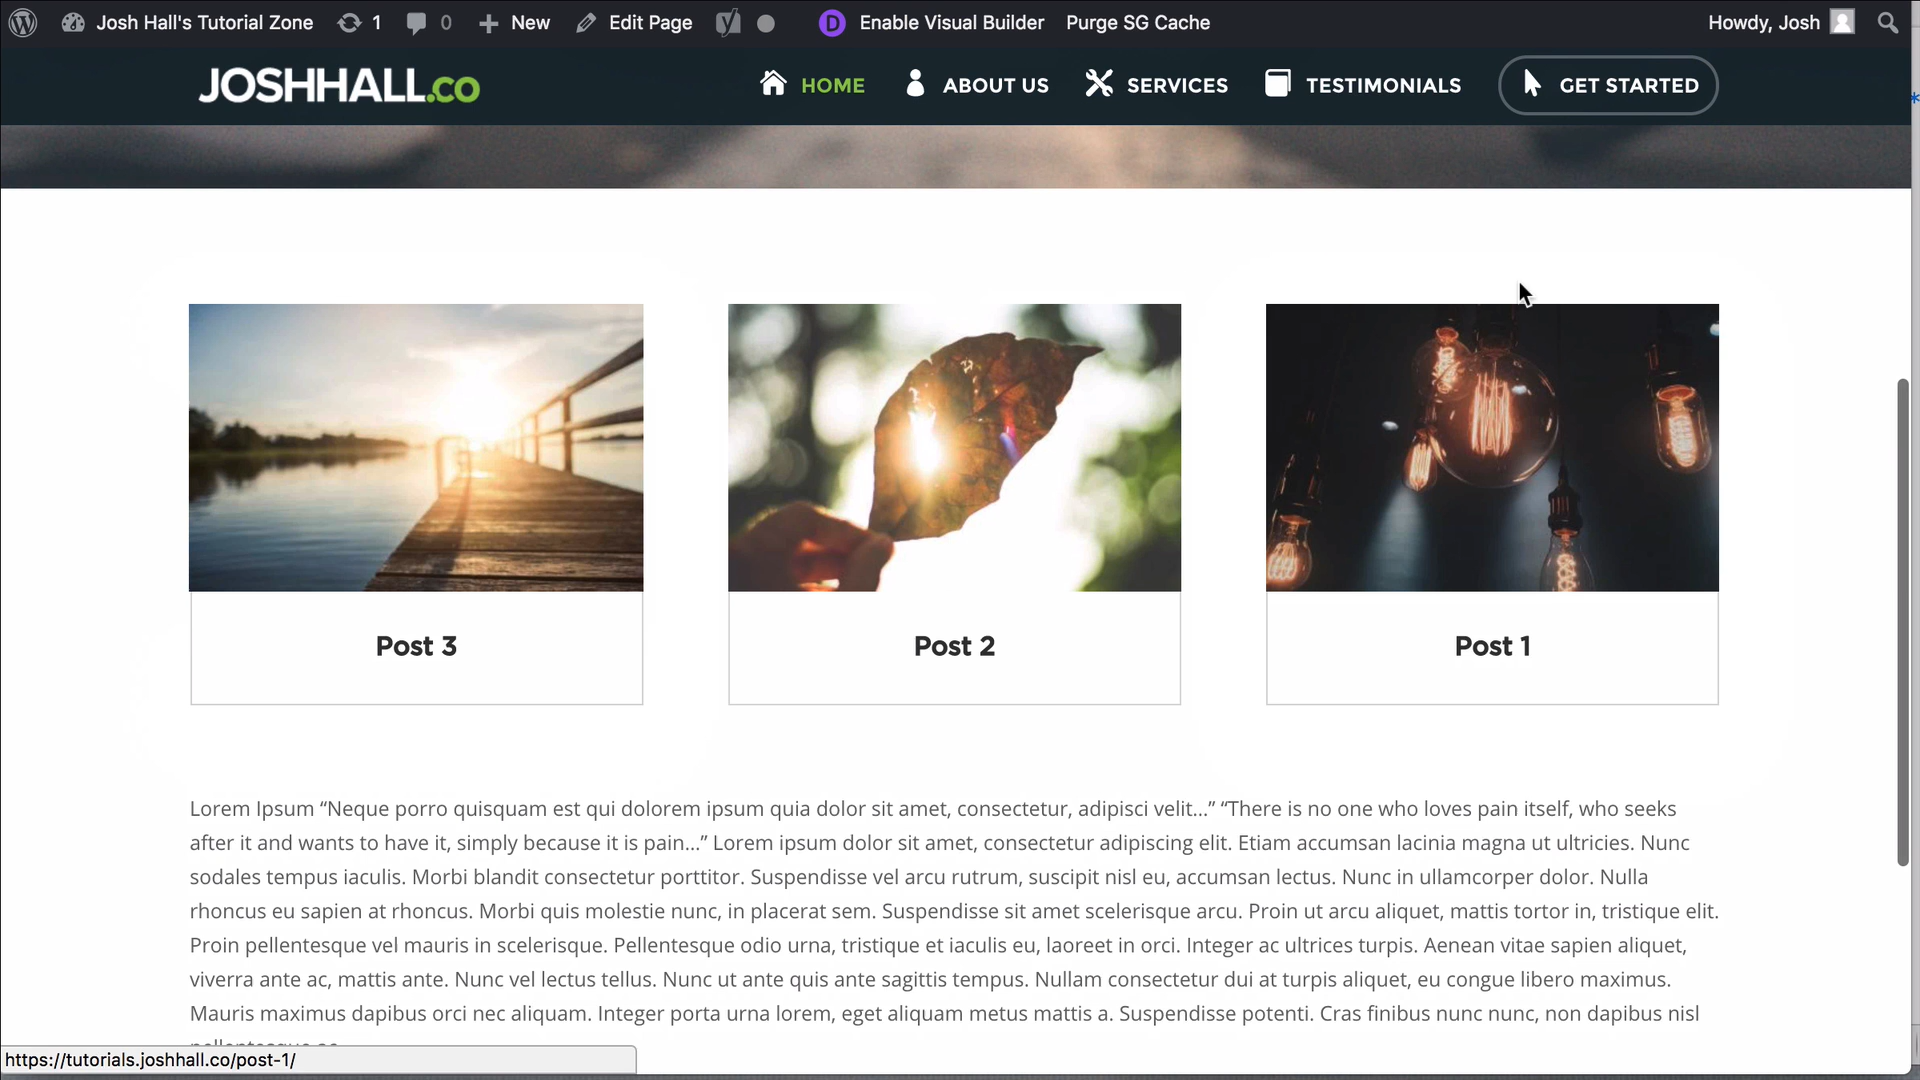 Josh Hall's Tutorial Zone 1 0 New Edit Page Enable Visual Builder Purge SG Cache Howdy, Josh
JOSHHALL.co HOME ABOUT US SERVICES TESTIMONIALS GET STARTED
Post 3 Post 2 Post 1
Lorem Ipsum “Neque porro quisquam est qui dolorem ipsum quia dolor sit amet, consectetur, adipisci velit...” “There is no one who loves pain itself, who seeks
after it and wants to have it, simply because it is pain...” Lorem ipsum dolor sit amet, consectetur adipiscing elit. Etiam accumsan lacinia magna ut ultricies. Nunc
sodales tempus iaculis. Morbi blandit consectetur porttitor. Suspendisse vel arcu rutrum, suscipit nisl eu, accumsan lectus. Nunc in ullamcorper dolor. Nulla
rhoncus eu sapien at rhoncus. Morbi quis molestie nunc, in placerat sem. Suspendisse sit amet scelerisque arcu. Proin ut arcu aliquet, mattis tortor in, tristique elit.
Proin pellentesque vel mauris in scelerisque. Pellentesque odio urna, tristique et iaculis eu, laoreet in orci. Integer ac ultrices turpis. Aenean vitae sapien aliquet,
viverra ante ac, mattis ante. Nunc vel lectus tellus. Nunc ut ante quis ante sagittis tempus. Nullam consectetur dui at turpis aliquet, eu congue libero maximus.
Mauris maximus dapibus orci nec aliquam. Integer porta urna lorem, eget aliquam metus mattis a. Suspendisse potenti. Cras finibus nunc nunc, non dapibus nisl
https://tutorials.joshhall.co/post-1/